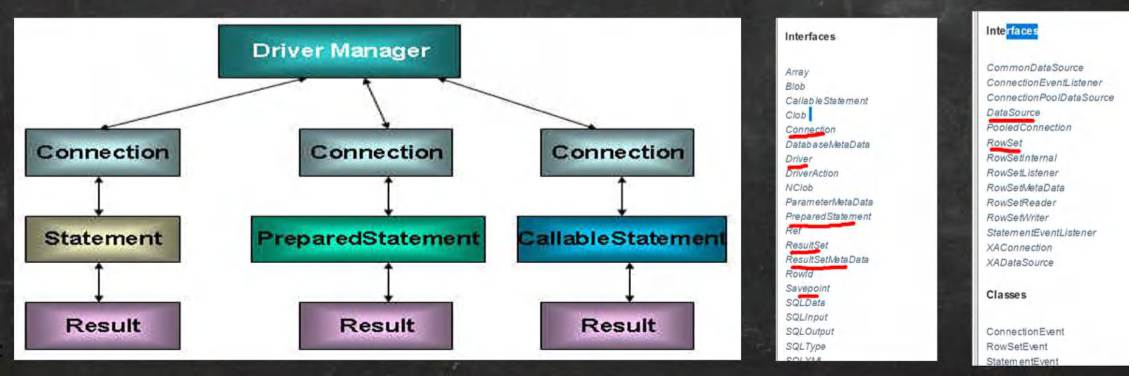 Driver Manager
Connection Connection Connection
Statement PreparedStatement CallableStatement
Result Result Result
Interfaces
Array
Blob
CallableStatement
Clob
Connection
DatabaseMetaData
Driver
DriverAction
NClob
ParameterMetaData
PreparedStatement
Ref
ResultSet
ResultSetMetaData
RowId
Savepoint
SQLData
SQLInput
SQLOutput
SQLType
SQLXML
Interfaces
CommonDataSource
ConnectionEventListener
ConnectionPoolDataSource
DataSource
PooledConnection
RowSet
RowSetInternal
RowSetListener
RowSetMetaData
RowSetReader
RowSetWriter
StatementEventListener
XAConnection
XADataSource
Classes
ConnectionEvent
RowSetEvent
StatementEvent